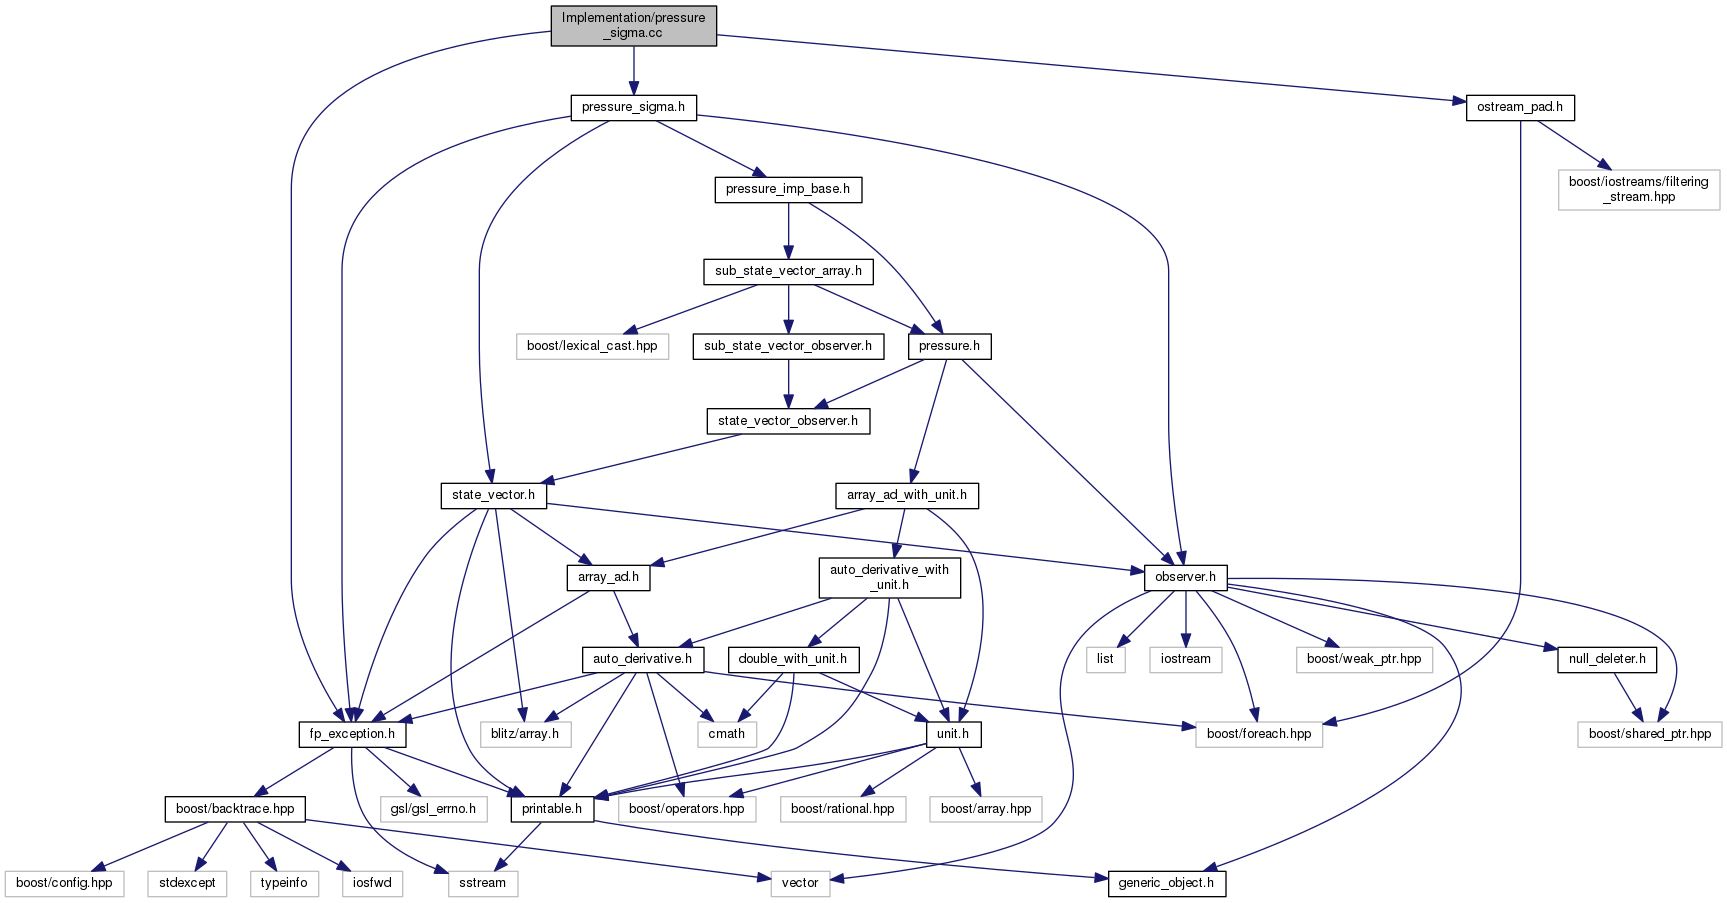 Implementation/pressure
_sigma.cc
pressure_sigma.h
ostream_pad.h
pressure_imp_base.h
boost/iostreams/filtering
_stream.hpp
sub_state_vector_array.h
boost/lexical_cast.hpp
sub_state_vector_observer.h
pressure.h
state_vector_observer.h
state_vector.h
array_ad_with_unit.h
array_ad.h
auto_derivative_with
_unit.h
observer.h
auto_derivative.h
double_with_unit.h
list
iostream
boost/weak_ptr.hpp
null_deleter.h
fp_exception.h
blitz/array.h
cmath
unit.h
boost/foreach.hpp
boost/shared_ptr.hpp
boost/backtrace.hpp
gsl/gsl_errno.h
printable.h
boost/operators.hpp
boost/rational.hpp
boost/array.hpp
boost/config.hpp
stdexcept
typeinfo
iosfwd
sstream
vector
generic_object.h